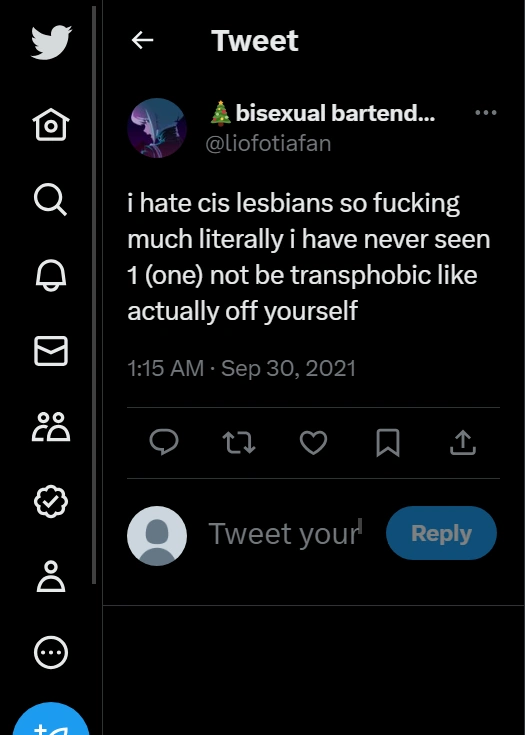 Tweet
🎄bisexual bartend...
@liofotiafan
i hate cis lesbians so fucking
much literally i have never seen
1 (one) not be transphobic like
actually off yourself
1:15 AM · Sep 30, 2021
Tweet your
Reply